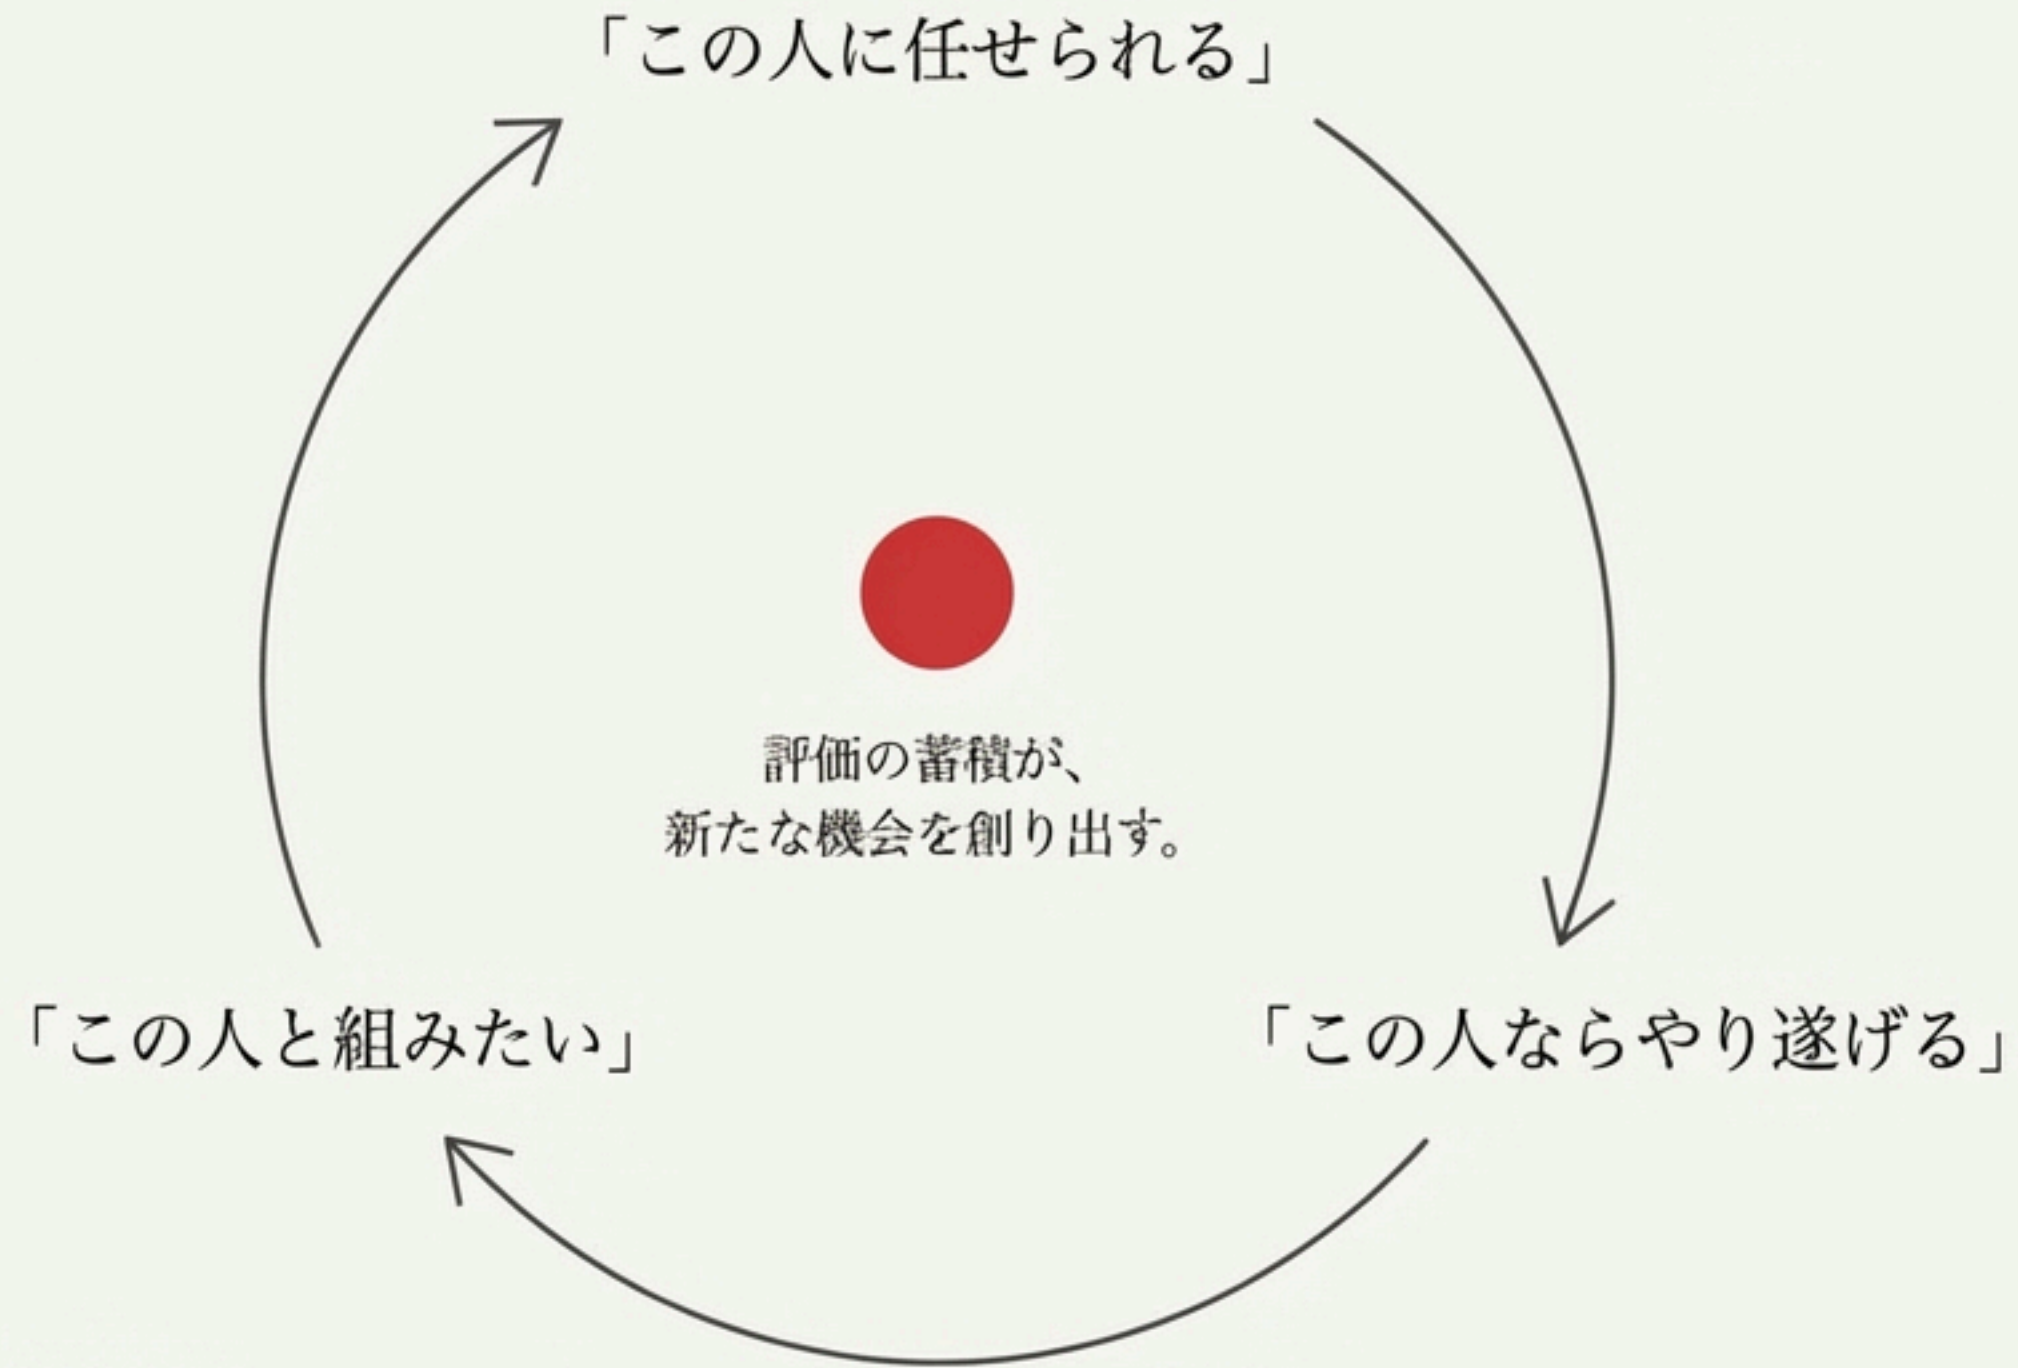 「この人に任せられる」
評価の蓄積が、
新たな機会を創り出す。
「この人と組みたい」
「この人ならやり遂げる」